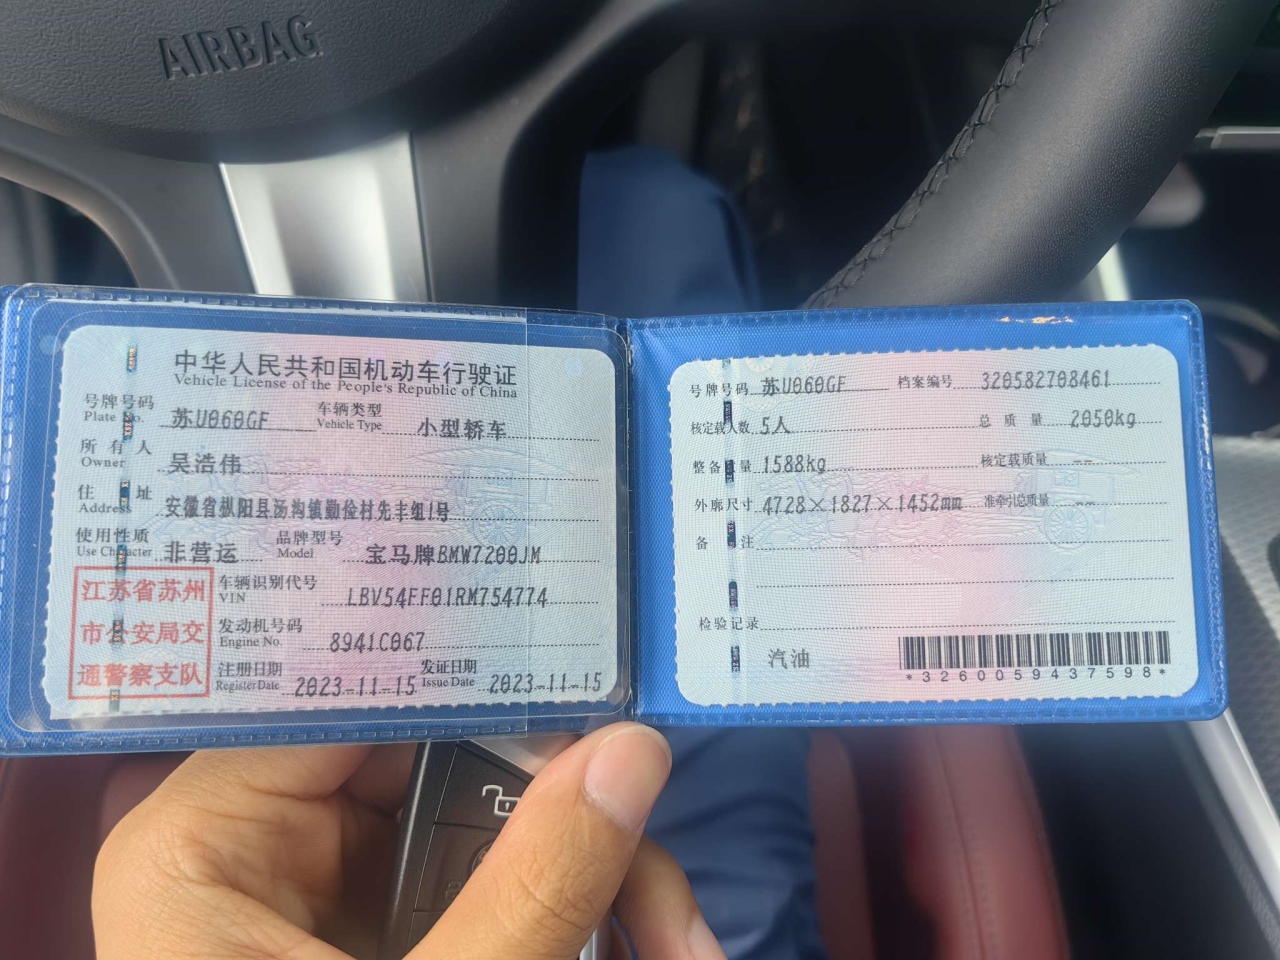 AIRBAG
中华人民共和国机动车行驶证
Vehicle License of the People's Republic of China
号牌号码 Plate No. 苏U060GF 车辆类型 Vehicle Type 小型轿车
所有人 Owner 吴浩伟
住址 Address 安徽省枞阳县汤沟镇勤俭村先丰组1号
使用性质 Use Character 非营运 品牌型号 Model 宝马牌BMW7200JM
江苏省苏州
市公安局交
通警察支队
车辆识别代号 VIN LBV54FF01RM754774
发动机号码 Engine No. 8941C067
注册日期 Register Date 2023-11-15 发证日期 Issue Date 2023-11-15
号牌号码 苏U060GF 档案编号 320582708461
核定载人数 5人 总质量 2050kg
整备质量 1588kg 核定载质量 --
外廓尺寸 4728×1827×1452mm 准牵引总质量 --
备注
检验记录
汽油
*3260059437598*